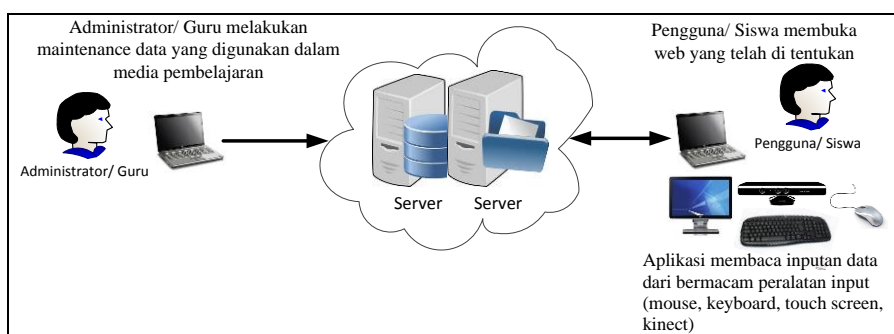 Administrator/ Guru melakukan
maintenance data yang digunakan dalam
media pembelajaran
Administrator/ Guru
Server
Server
Pengguna/ Siswa membuka
web yang telah di tentukan
Pengguna/ Siswa
Aplikasi membaca inputan data
dari bermacam peralatan input
(mouse, keyboard, touch screen,
kinect)